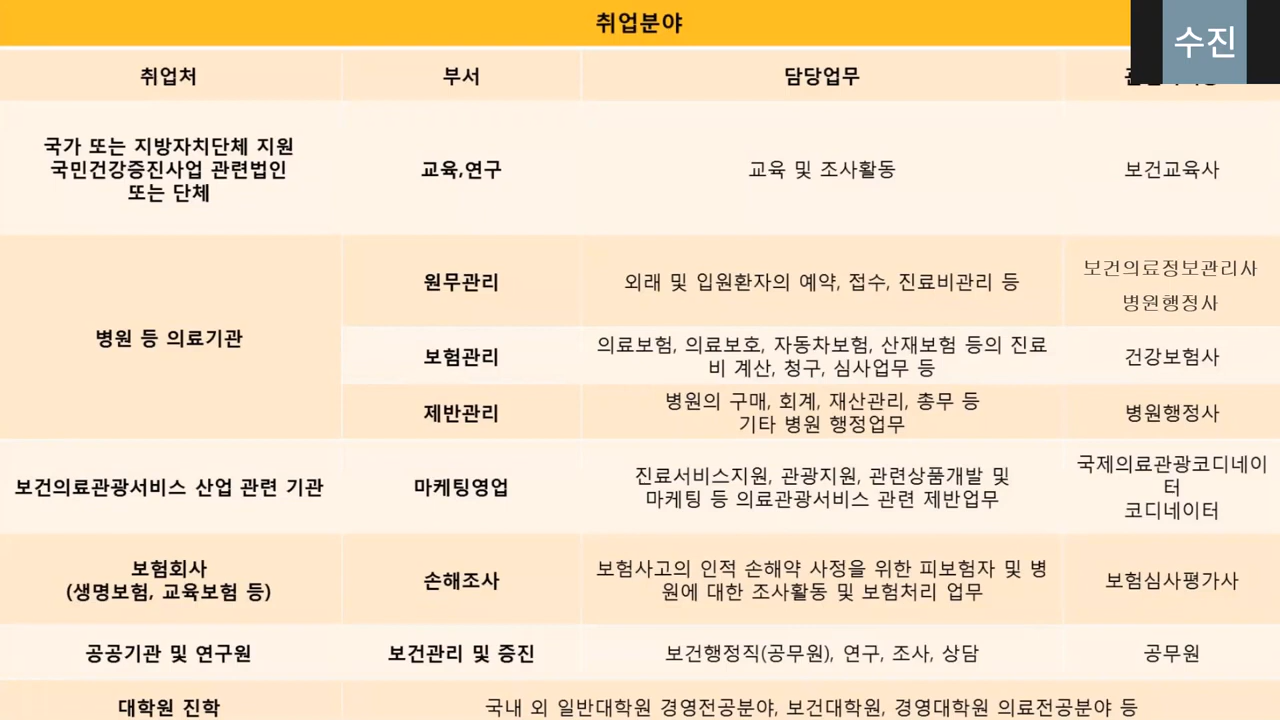 취업분야
수진
취업처
부서
담당업무
국가 또는 지방자치단체 지원
국민건강증진사업 관련법인
또는 단체
교육,연구
교육 및 조사활동
보건교육사
병원 등 의료기관
원무관리
외래 및 입원환자의 예약, 접수, 진료비관리 등
보건의료정보관리사
병원행정사
보험관리
의료보험, 의료보호, 자동차보험, 산재보험 등의 진료
비 계산, 청구, 심사업무 등
건강보험사
제반관리
병원의 구매, 회계, 재산관리, 총무 등
기타 병원 행정업무
병원행정사
보건의료관광서비스 산업 관련 기관
마케팅영업
진료서비스지원, 관광지원, 관련상품개발 및
마케팅 등 의료관광서비스 관련 제반업무
국제의료관광코디네이
터
코디네이터
보험회사
(생명보험, 교육보험 등)
손해조사
보험사고의 인적 손해약 사정을 위한 피보험자 및 병
원에 대한 조사활동 및 보험처리 업무
보험심사평가사
공공기관 및 연구원
보건관리 및 증진
보건행정직(공무원), 연구, 조사, 상담
공무원
대학원 진학
국내 외 일반대학원 경영전공분야, 보건대학원, 경영대학원 의료전공분야 등